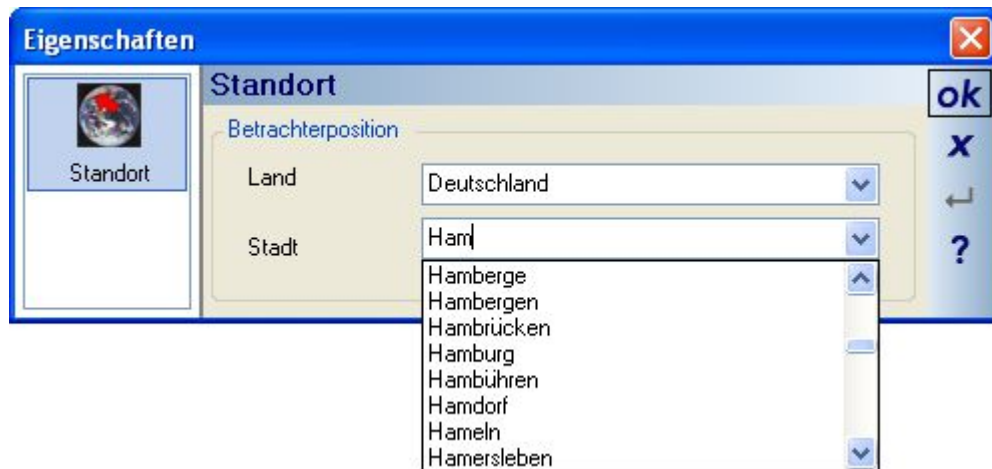 Eigenschaften
Standort
Standort
ok
Betrachterposition
x
Land
Deutschland
Stadt
Ham
?
Hamberge
Hambergen
Hambrücken
Hamburg
Hambühren
Hamdorf
Hameln
Hamersleben